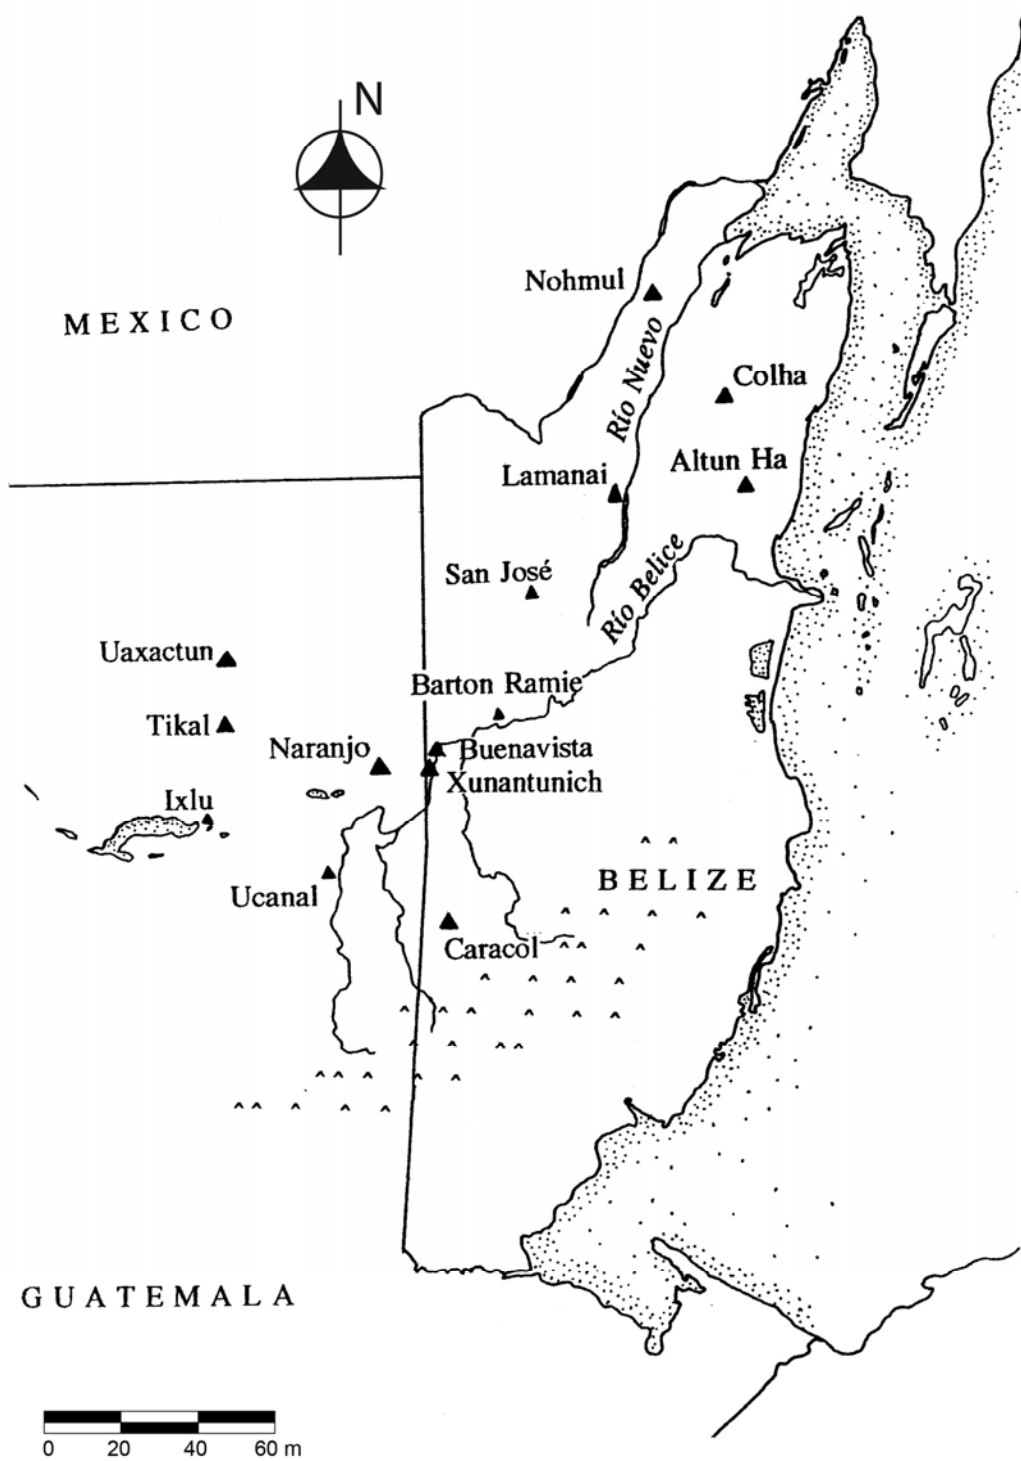 N
Nohmul
MEXICO
Río Nuevo
Colha
Altun Ha
Lamanai
Río Belice
San José
Uaxactun
Barton Ramie
Tikal
Naranjo
Buenavista
Xunantunich
Ixlu
BELIZE
Ucanal
Caracol
GUATEMALA
0 20 40 60 m